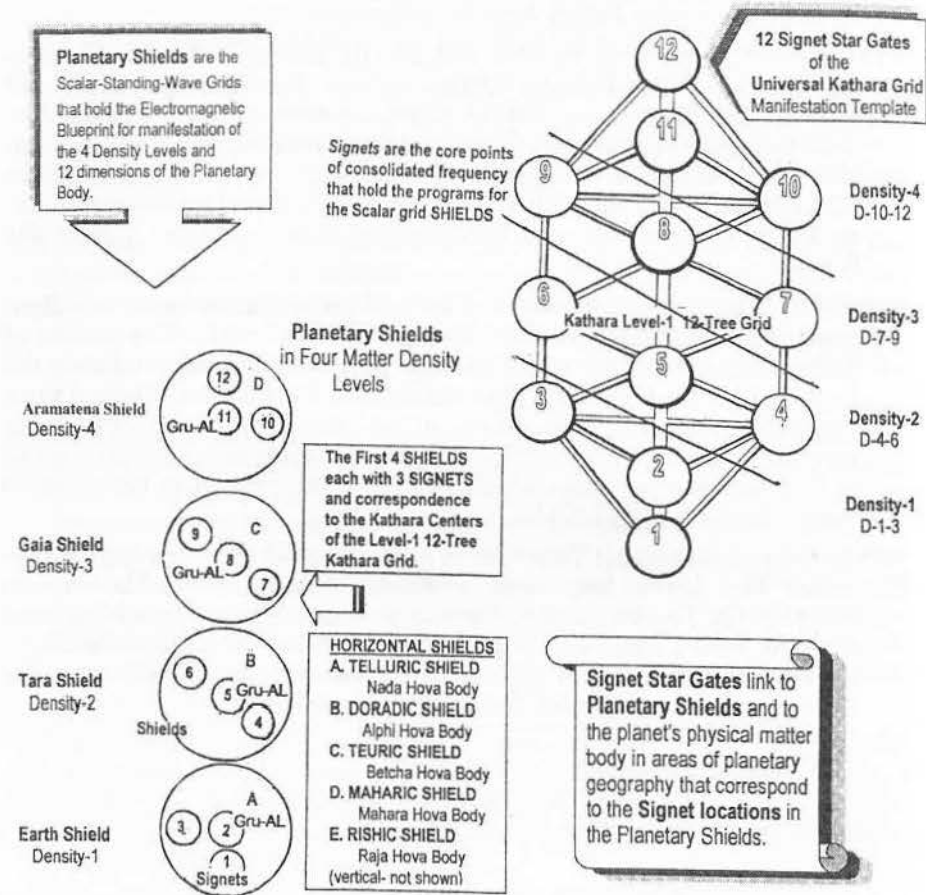 Planetary Shields are the
Scalar-Standing-Wave Grids
that hold the Electromagnetic
Blueprint for manifestation of
the 4 Density Levels and
12 dimensions of the Planetary
Body.
12 Signet Star Gates
of the
Universal Kathara Grid
Manifestation Template
Signets are the core points
of consolidated frequency
that hold the programs for
the Scalar grid SHIELDS
12
11
9
10
8
6
7
Kathara Level-1 12-Tree Grid
5
3
4
2
1
Density-4
D-10-12
Density-3
D-7-9
Density-2
D-4-6
Density-1
D-1-3
Planetary Shields
in Four Matter Density
Levels
Aramatena Shield
Density-4
12
D
Gru-AL
11
10
Gaia Shield
Density-3
9
C
8
Gru-AL
7
Tara Shield
Density-2
6
B
5
Gru-AL
4
Shields
Earth Shield
Density-1
A
3
2
Gru-AL
1
Signets
The First 4 SHIELDS
each with 3 SIGNETS
and correspondence
to the Kathara Centers
of the Level-1 12-Tree
Kathara Grid.
HORIZONTAL SHIELDS
A. TELLURIC SHIELD
Nada Hova Body
B. DORADIC SHIELD
Alphi Hova Body
C. TEURIC SHIELD
Betcha Hova Body
D. MAHARIC SHIELD
Mahara Hova Body
E. RISHIC SHIELD
Raja Hova Body
(vertical- not shown)
Signet Star Gates link to
Planetary Shields and to
the planet's physical matter
body in areas of planetary
geography that correspond
to the Signet locations in
the Planetary Shields.